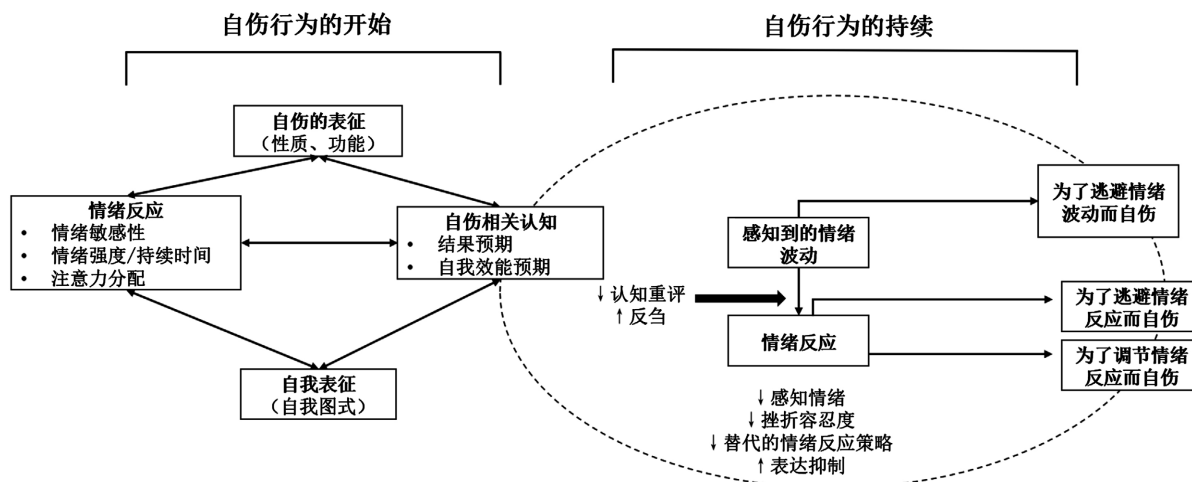 自伤行为的开始
自伤行为的持续
自伤的表征
（性质、功能）
情绪反应
• 情绪敏感性
• 情绪强度/持续时间
• 注意力分配
自伤相关认知
• 结果预期
• 自我效能预期
自我表征
（自我图式）
感知到的情绪
波动
↓ 认知重评
↑ 反刍
情绪反应
为了逃避情绪
波动而自伤
为了逃避情绪
反应而自伤
为了调节情绪
反应而自伤
↓ 感知情绪
↓ 挫折容忍度
↓ 替代的情绪反应策略
↑ 表达抑制